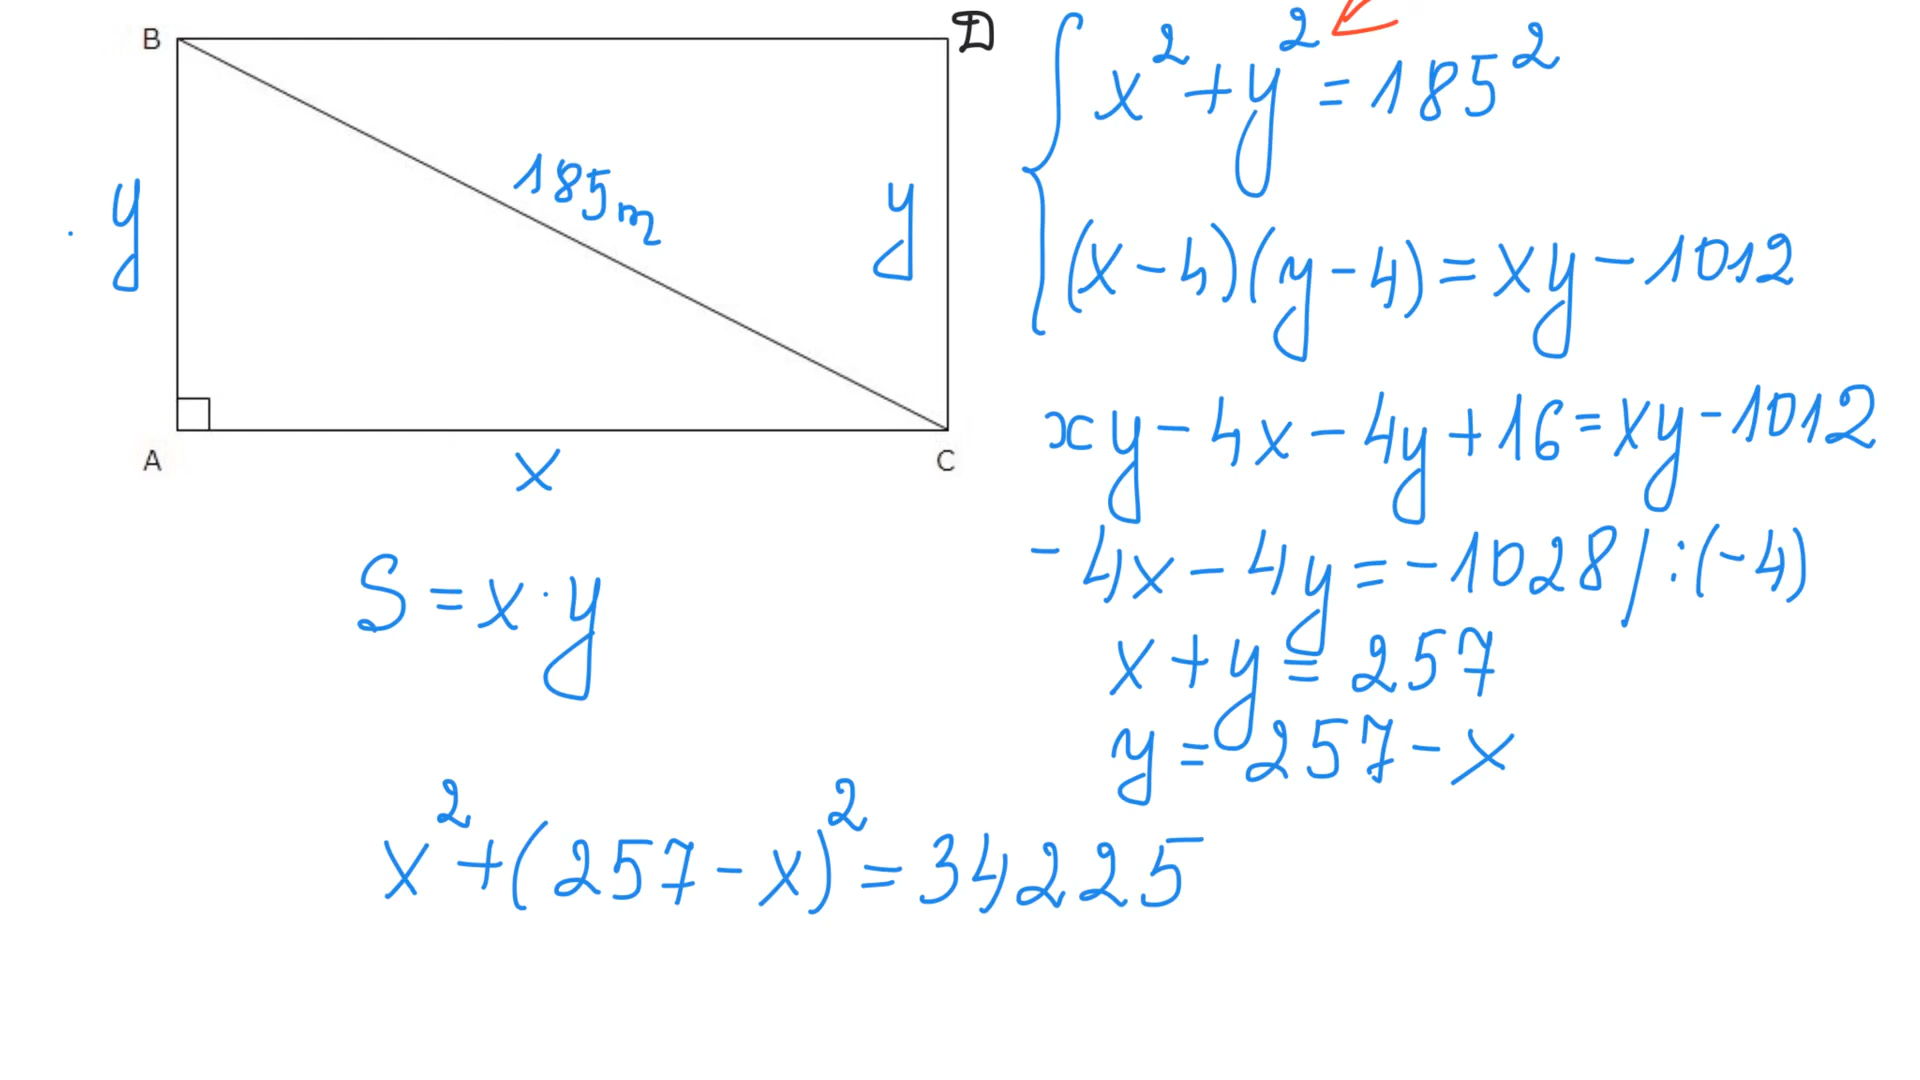 B
D
y
185m
y
A
x
C
S = x · y
x² + y² = 185²
(x - 4)(y - 4) = xy - 1012
xy - 4x - 4y + 16 = xy - 1012
- 4x - 4y = - 1028 / : (- 4)
x + y = 257
y = 257 - x
x² + (257 - x)² = 34225